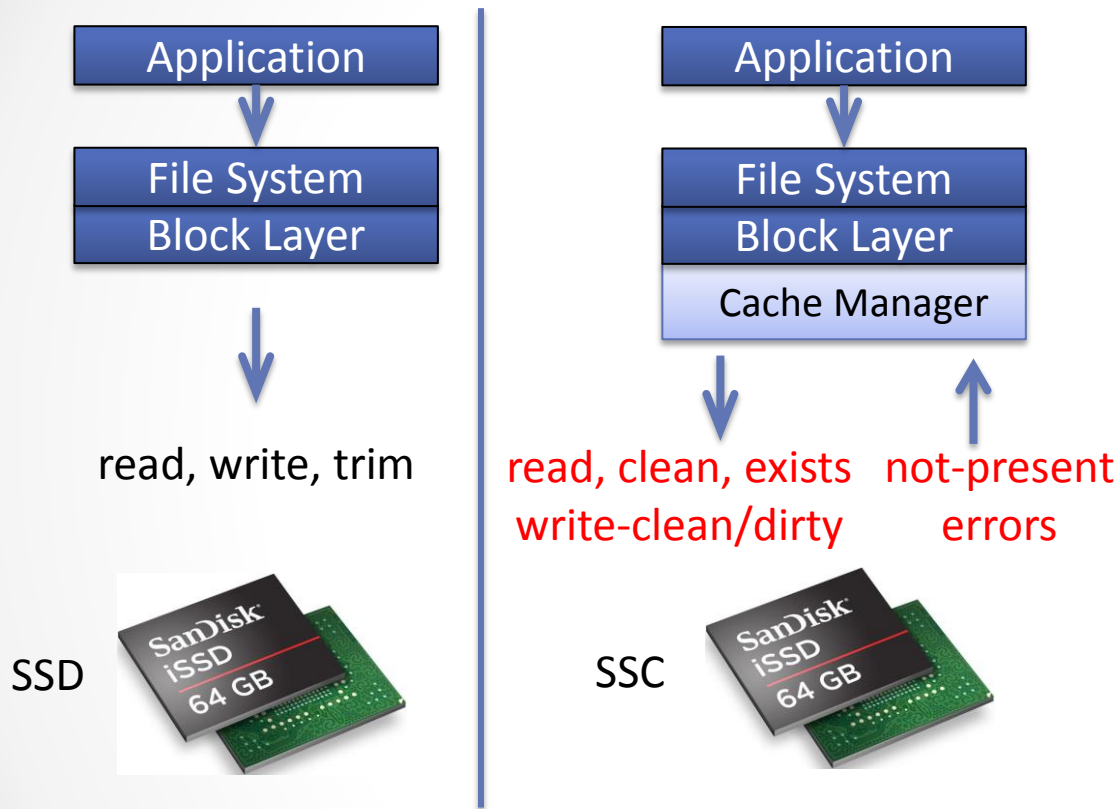 Application
File System
Block Layer
read, write, trim
SSD
SanDisk
iSSD
64 GB
Application
File System
Block Layer
Cache Manager
read, clean, exists
write-clean/dirty
not-present
errors
SSC
SanDisk
iSSD
64 GB